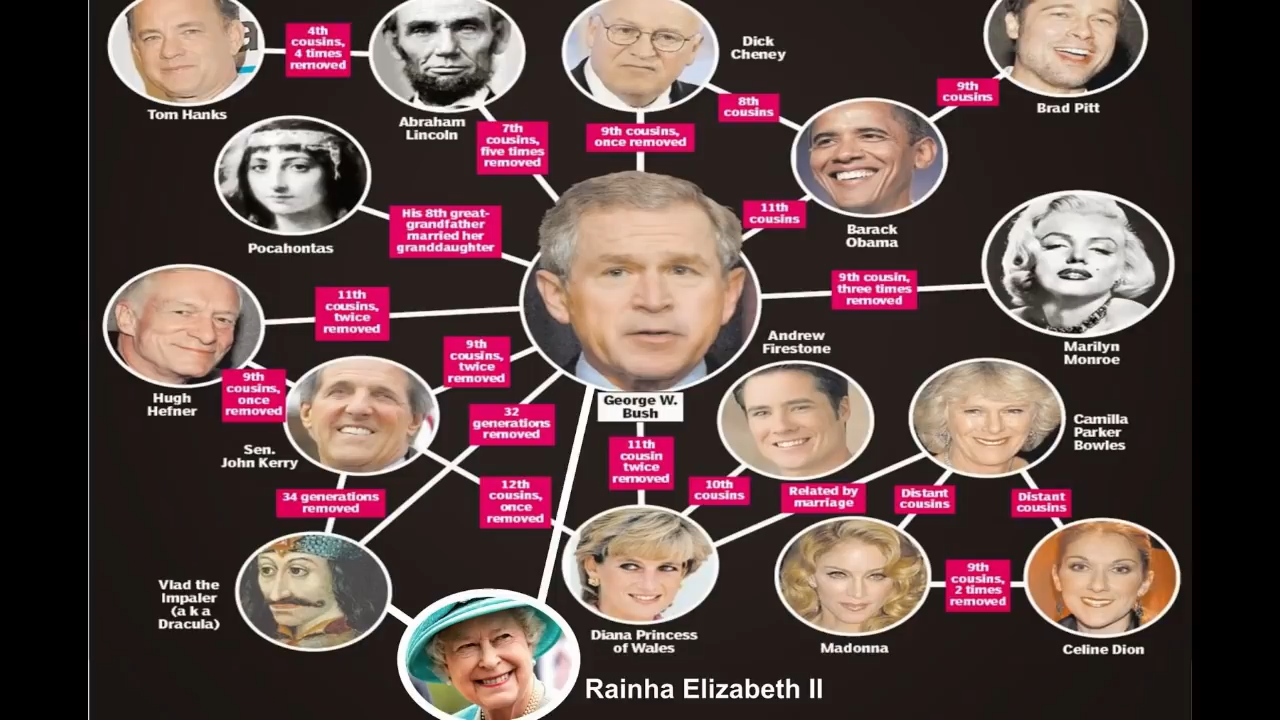 4th
cousins,
4 times
removed
Tom Hanks
Abraham
Lincoln
Dick
Cheney
8th
cousins
9th
cousins
Brad Pitt
7th
cousins,
five times
removed
9th cousins,
once removed
Pocahontas
His 8th great-
grandfather
married her
granddaughter
11th
cousins
Barack
Obama
9th cousin,
three times
removed
Marilyn
Monroe
11th
cousins,
twice
removed
Hugh
Hefner
9th
cousins,
once
removed
9th
cousins,
twice
removed
Sen.
John Kerry
32
generations
removed
George W.
Bush
Andrew
Firestone
Camilla
Parker
Bowles
11th
cousin
twice
removed
10th
cousins
Related by
marriage
Distant
cousins
Distant
cousins
34 generations
removed
12th
cousins,
once
removed
Vlad the
Impaler
(a k a
Dracula)
Diana Princess
of Wales
Madonna
9th
cousins,
2 times
removed
Celine Dion
Rainha Elizabeth II